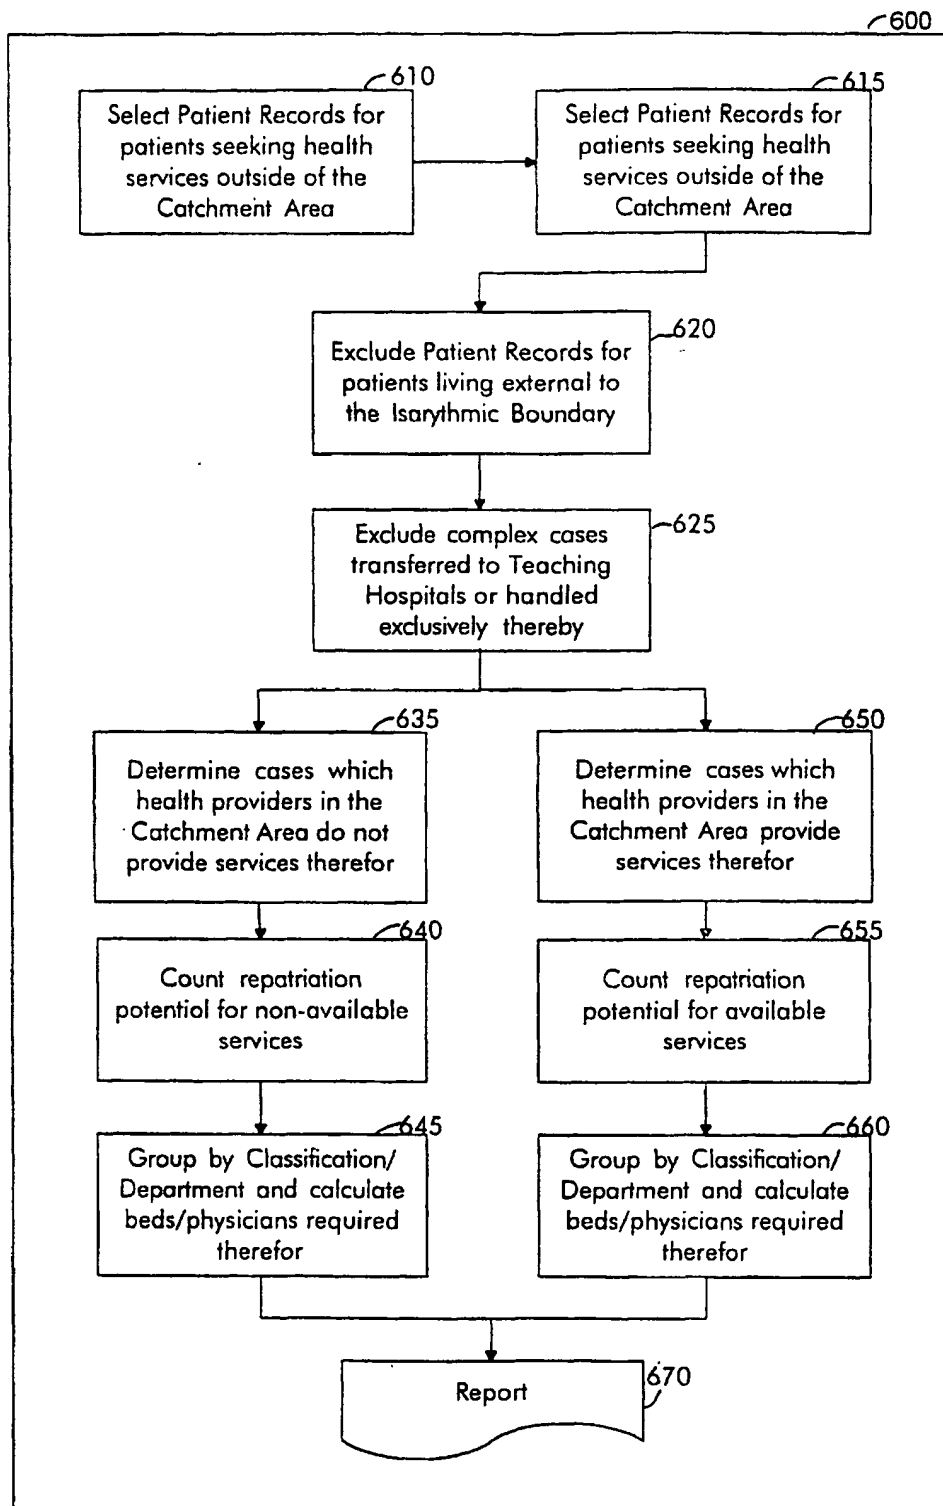 600
610
Select Patient Records for
patients seeking health
services outside of the
Catchment Area
615
Select Patient Records for
patients seeking health
services outside of the
Catchment Area
620
Exclude Patient Records for
patients living external to
the Isarythmic Boundary
625
Exclude complex cases
transferred to Teaching
Hospitals or handled
exclusively thereby
635
Determine cases which
health providers in the
Catchment Area do not
provide services therefor
650
Determine cases which
health providers in the
Catchment Area provide
services therefor
640
Count repatriation
potential for non-available
services
655
Count repatriation
potential for available
services
645
Group by Classification/
Department and calculate
beds/physicians required
therefor
660
Group by Classification/
Department and calculate
beds/physicians required
therefor
670
Report